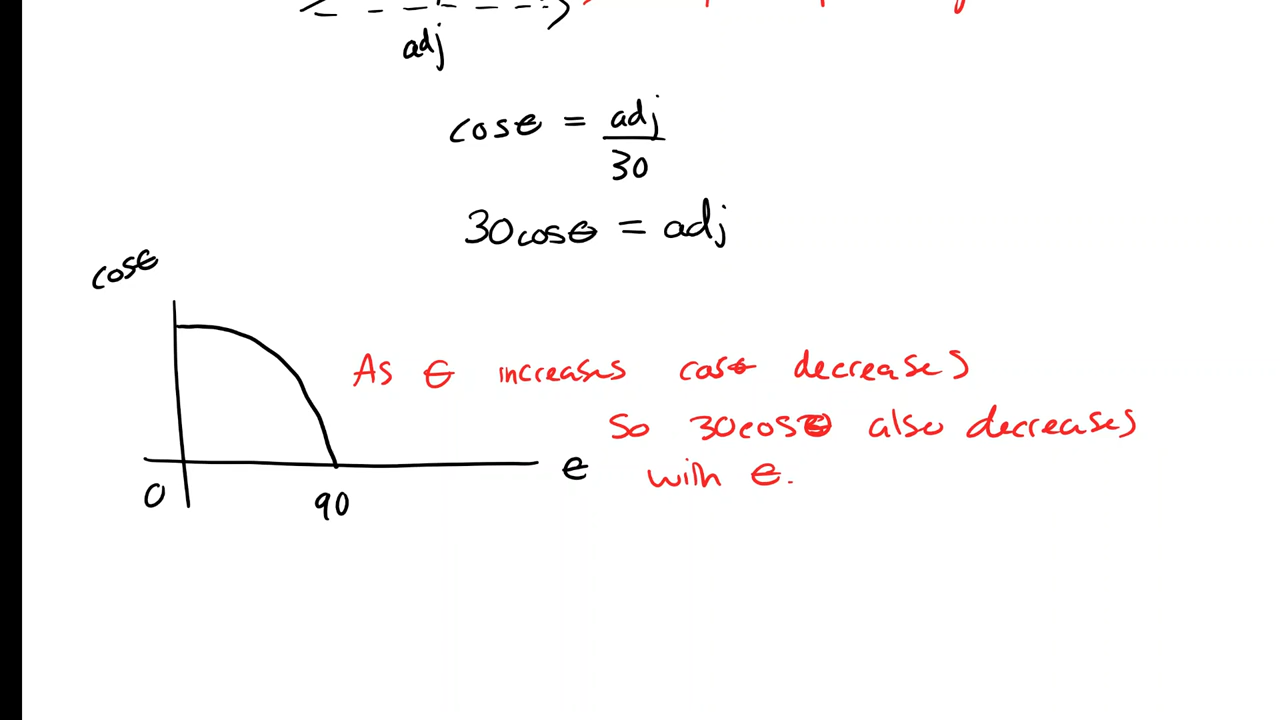 adj
cosθ = adj
30
30cosθ = adj
cosθ
As θ increases cosθ decreases
So 30cosθ also decreases
with θ.
θ
0
90